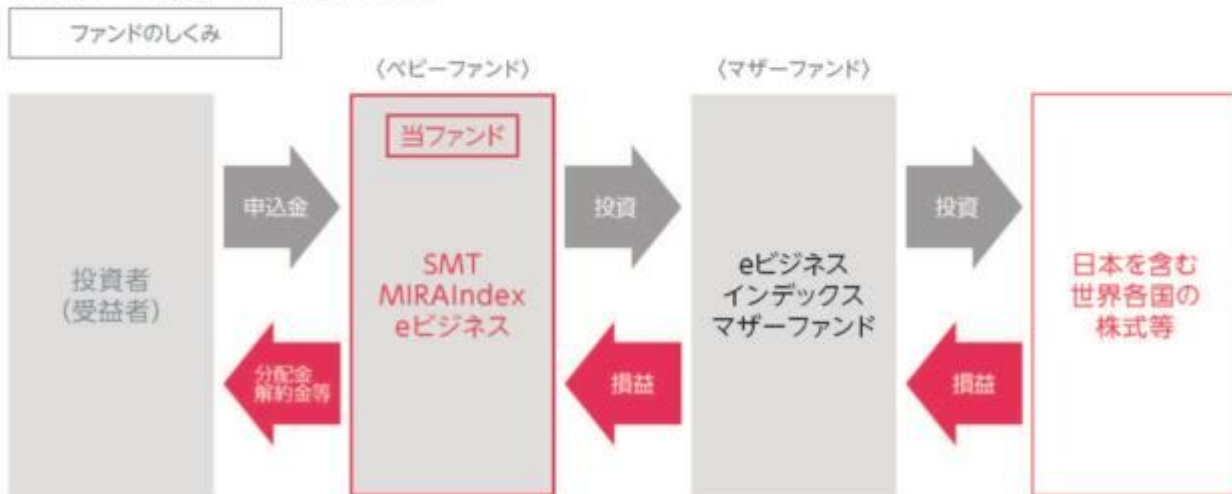 ファンドのしくみ
〈ベビーファンド〉
〈マザーファンド〉
投資者
(受益者)
申込金
分配金
解約金等
当ファンド
SMT
MIRAIndex
eビジネス
投資
損益
eビジネス
インデックス
マザーファンド
投資
損益
日本を含む
世界各国の
株式等